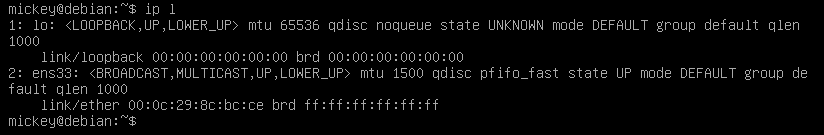 mickey@debian:~$ ip l
1: lo: <LOOPBACK,UP,LOWER_UP> mtu 65536 qdisc noqueue state UNKNOWN mode DEFAULT group default qlen
1000
    link/loopback 00:00:00:00:00:00 brd 00:00:00:00:00:00
2: ens33: <BROADCAST,MULTICAST,UP,LOWER_UP> mtu 1500 qdisc pfifo_fast state UP mode DEFAULT group de
fault qlen 1000
    link/ether 00:0c:29:8c:bc:ce brd ff:ff:ff:ff:ff:ff
mickey@debian:~$